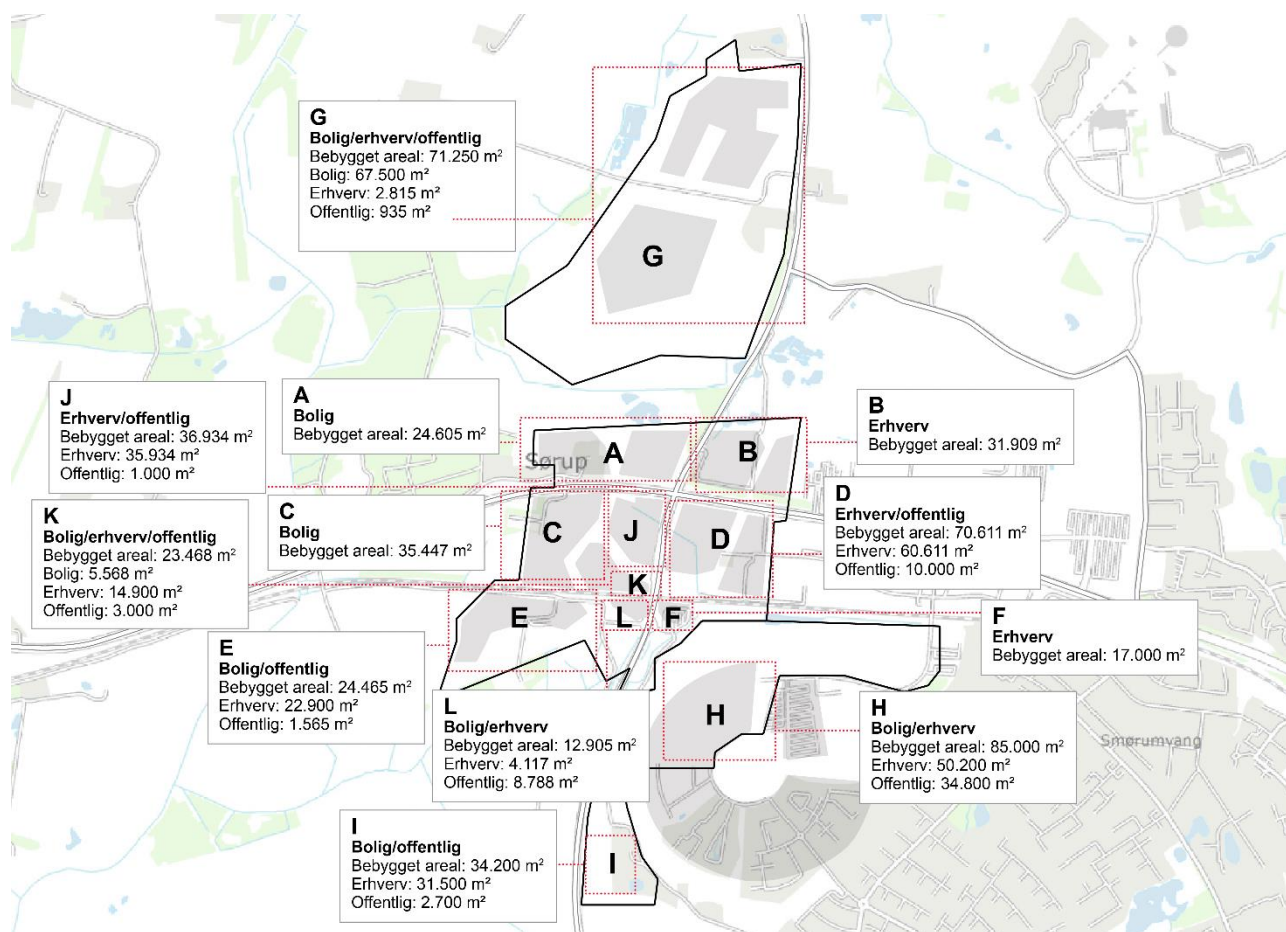 G
Bolig/erhverv/offentlig
Bebygget areal: 71.250 m²
Bolig: 67.500 m²
Erhverv: 2.815 m²
Offentlig: 935 m²
G
J
Erhverv/offentlig
Bebygget areal: 36.934 m²
Erhverv: 35.934 m²
Offentlig: 1.000 m²
A
Bolig
Bebygget areal: 24.605 m²
B
Erhverv
Bebygget areal: 31.909 m²
Sørup
A
B
K
Bolig/erhverv/offentlig
Bebygget areal: 23.468 m²
Bolig: 5.568 m²
Erhverv: 14.900 m²
Offentlig: 3.000 m²
C
Bolig
Bebygget areal: 35.447 m²
C
J
D
D
Erhverv/offentlig
Bebygget areal: 70.611 m²
Erhverv: 60.611 m²
Offentlig: 10.000 m²
K
E
L
F
F
Erhverv
Bebygget areal: 17.000 m²
E
Bolig/offentlig
Bebygget areal: 24.465 m²
Erhverv: 22.900 m²
Offentlig: 1.565 m²
L
Bolig/erhverv
Bebygget areal: 12.905 m²
Erhverv: 4.117 m²
Offentlig: 8.788 m²
H
H
Bolig/erhverv
Bebygget areal: 85.000 m²
Erhverv: 50.200 m²
Offentlig: 34.800 m²
Smørumvang
I
Bolig/offentlig
Bebygget areal: 34.200 m²
Erhverv: 31.500 m²
Offentlig: 2.700 m²
I